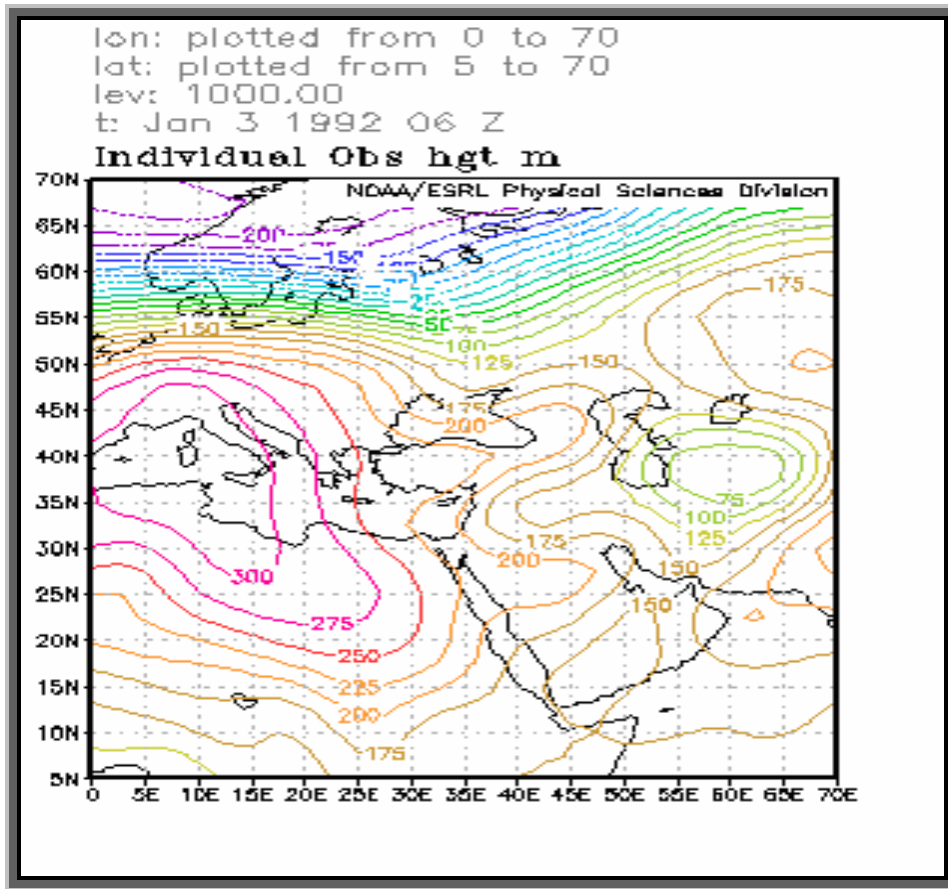 lon: plotted from 0 to 70
lat: plotted from 5 to 70
lev: 1000.00
t: Jan 3 1992 06 Z
Individual Obs hgt m
NOAA/ESRL Physical Sciences Division
70N
65N
60N
55N
50N
45N
40N
35N
30N
25N
20N
15N
10N
5N
200
-150
-25
50
100
125
150
150
175
175
200
75
100
125
150
150
175
200
300
275
250
225
200
175
0 5E 10E 15E 20E 25E 30E 35E 40E 45E 50E 55E 60E 65E 70E